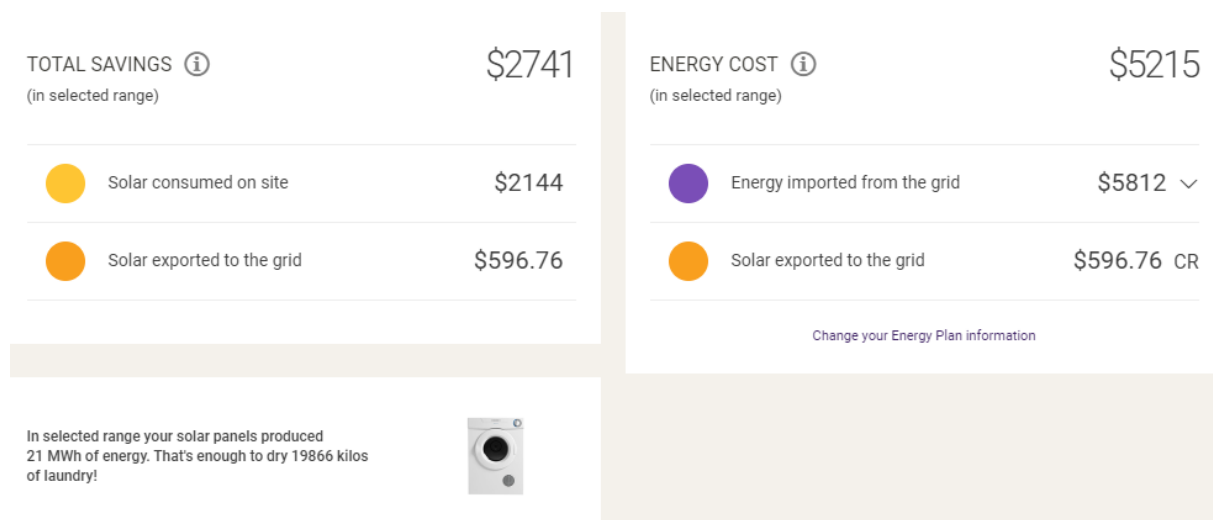 TOTAL SAVINGS
$2741
(in selected range)
Solar consumed on site
$2144
Solar exported to the grid
$596.76
In selected range your solar panels produced
21 MWh of energy. That's enough to dry 19866 kilos
of laundry!
ENERGY COST
$5215
(in selected range)
Energy imported from the grid
$5812
Solar exported to the grid
$596.76 CR
Change your Energy Plan information